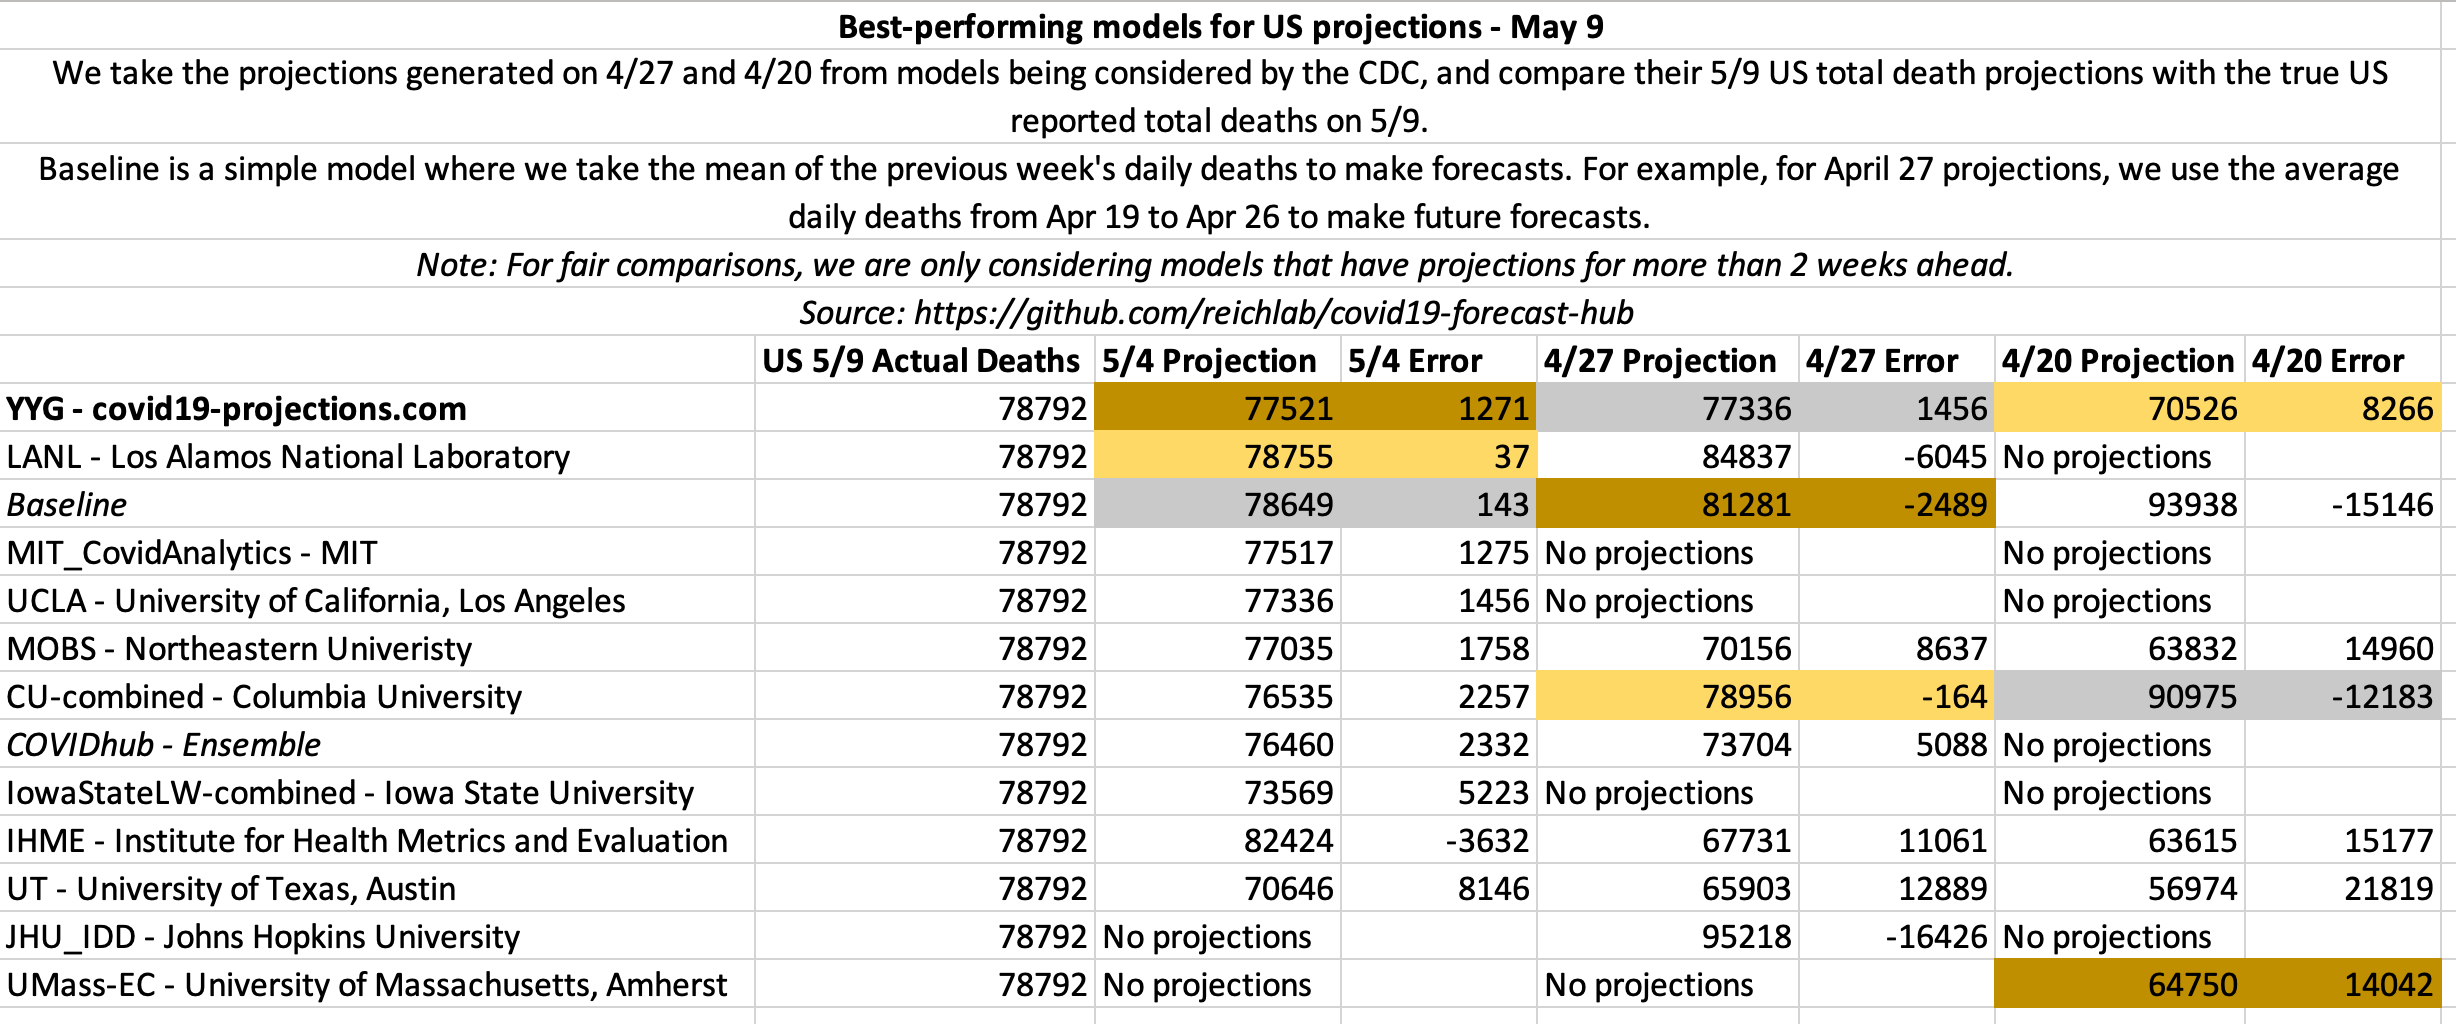 Best-performing models for US projections - May 9
We take the projections generated on 4/27 and 4/20 from models being considered by the CDC, and compare their 5/9 US total death projections with the true US
reported total deaths on 5/9.
Baseline is a simple model where we take the mean of the previous week's daily deaths to make forecasts. For example, for April 27 projections, we use the average
daily deaths from Apr 19 to Apr 26 to make future forecasts.
Note: For fair comparisons, we are only considering models that have projections for more than 2 weeks ahead.
Source: https://github.com/reichlab/covid19-forecast-hub
US 5/9 Actual Deaths 5/4 Projection 5/4 Error 4/27 Projection 4/27 Error 4/20 Projection 4/20 Error
YYG - covid19-projections.com 78792 77521 1271 77336 1456 70526 8266
LANL - Los Alamos National Laboratory 78792 78755 37 84837 -6045 No projections
Baseline 78792 78649 143 81281 -2489 93938 -15146
MIT_CovidAnalytics - MIT 78792 77517 1275 No projections No projections
UCLA - University of California, Los Angeles 78792 77336 1456 No projections No projections
MOBS - Northeastern Univeristy 78792 77035 1758 70156 8637 63832 14960
CU-combined - Columbia University 78792 76535 2257 78956 -164 90975 -12183
COVIDhub - Ensemble 78792 76460 2332 73704 5088 No projections
IowaStateLW-combined - Iowa State University 78792 73569 5223 No projections No projections
IHME - Institute for Health Metrics and Evaluation 78792 82424 -3632 67731 11061 63615 15177
UT - University of Texas, Austin 78792 70646 8146 65903 12889 56974 21819
JHU_IDD - Johns Hopkins University 78792 No projections 95218 -16426 No projections
UMass-EC - University of Massachusetts, Amherst 78792 No projections No projections 64750 14042